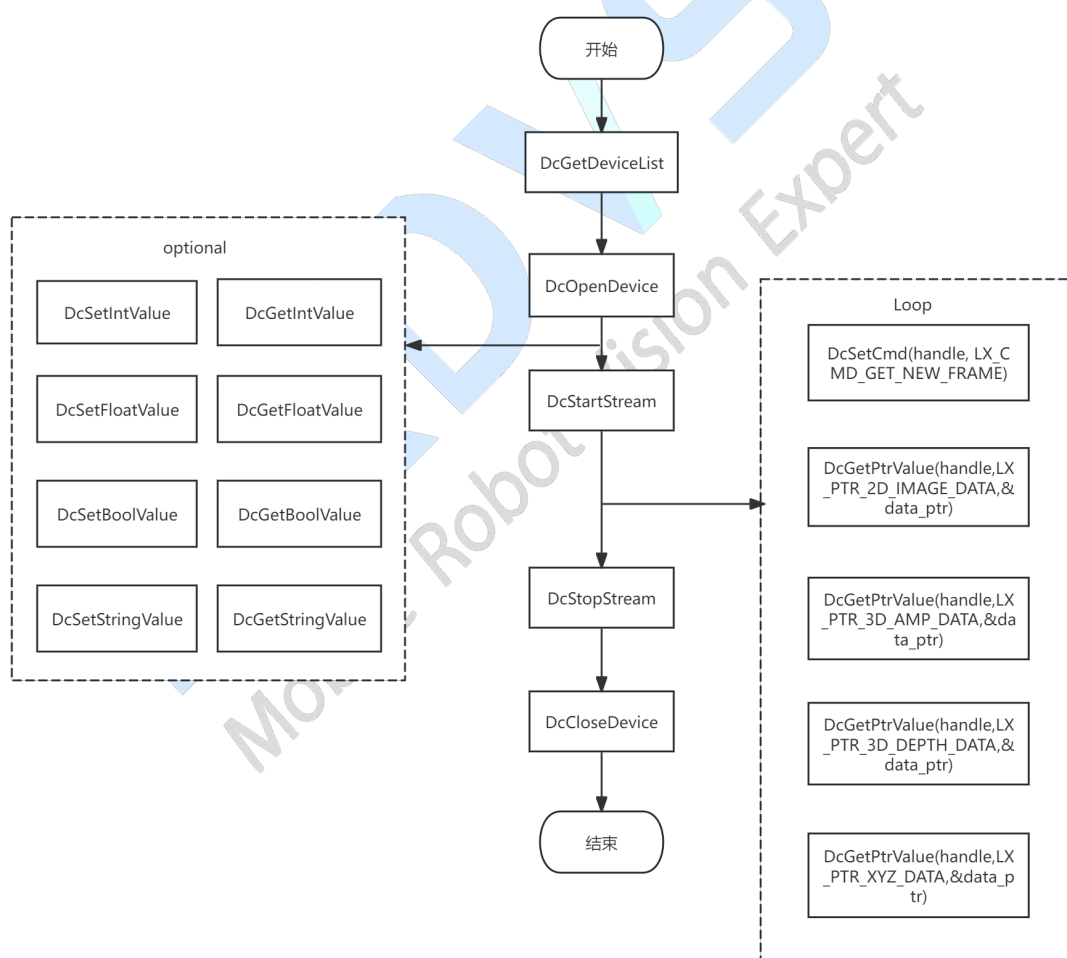 开始
DcGetDeviceList
DcOpenDevice
DcStartStream
DcStopStream
DcCloseDevice
结束
optional
DcSetIntValue
DcGetIntValue
DcSetFloatValue
DcGetFloatValue
DcSetBoolValue
DcGetBoolValue
DcSetStringValue
DcGetStringValue
Loop
DcSetCmd(handle, LX_C
MD_GET_NEW_FRAME)
DcGetPtrValue(handle,LX
_PTR_2D_IMAGE_DATA,&
data_ptr)
DcGetPtrValue(handle,LX
_PTR_3D_AMP_DATA,&da
ta_ptr)
DcGetPtrValue(handle,LX
_PTR_3D_DEPTH_DATA,&
data_ptr)
DcGetPtrValue(handle,LX
_PTR_XYZ_DATA,&data_p
tr)
Robot Vision Expert